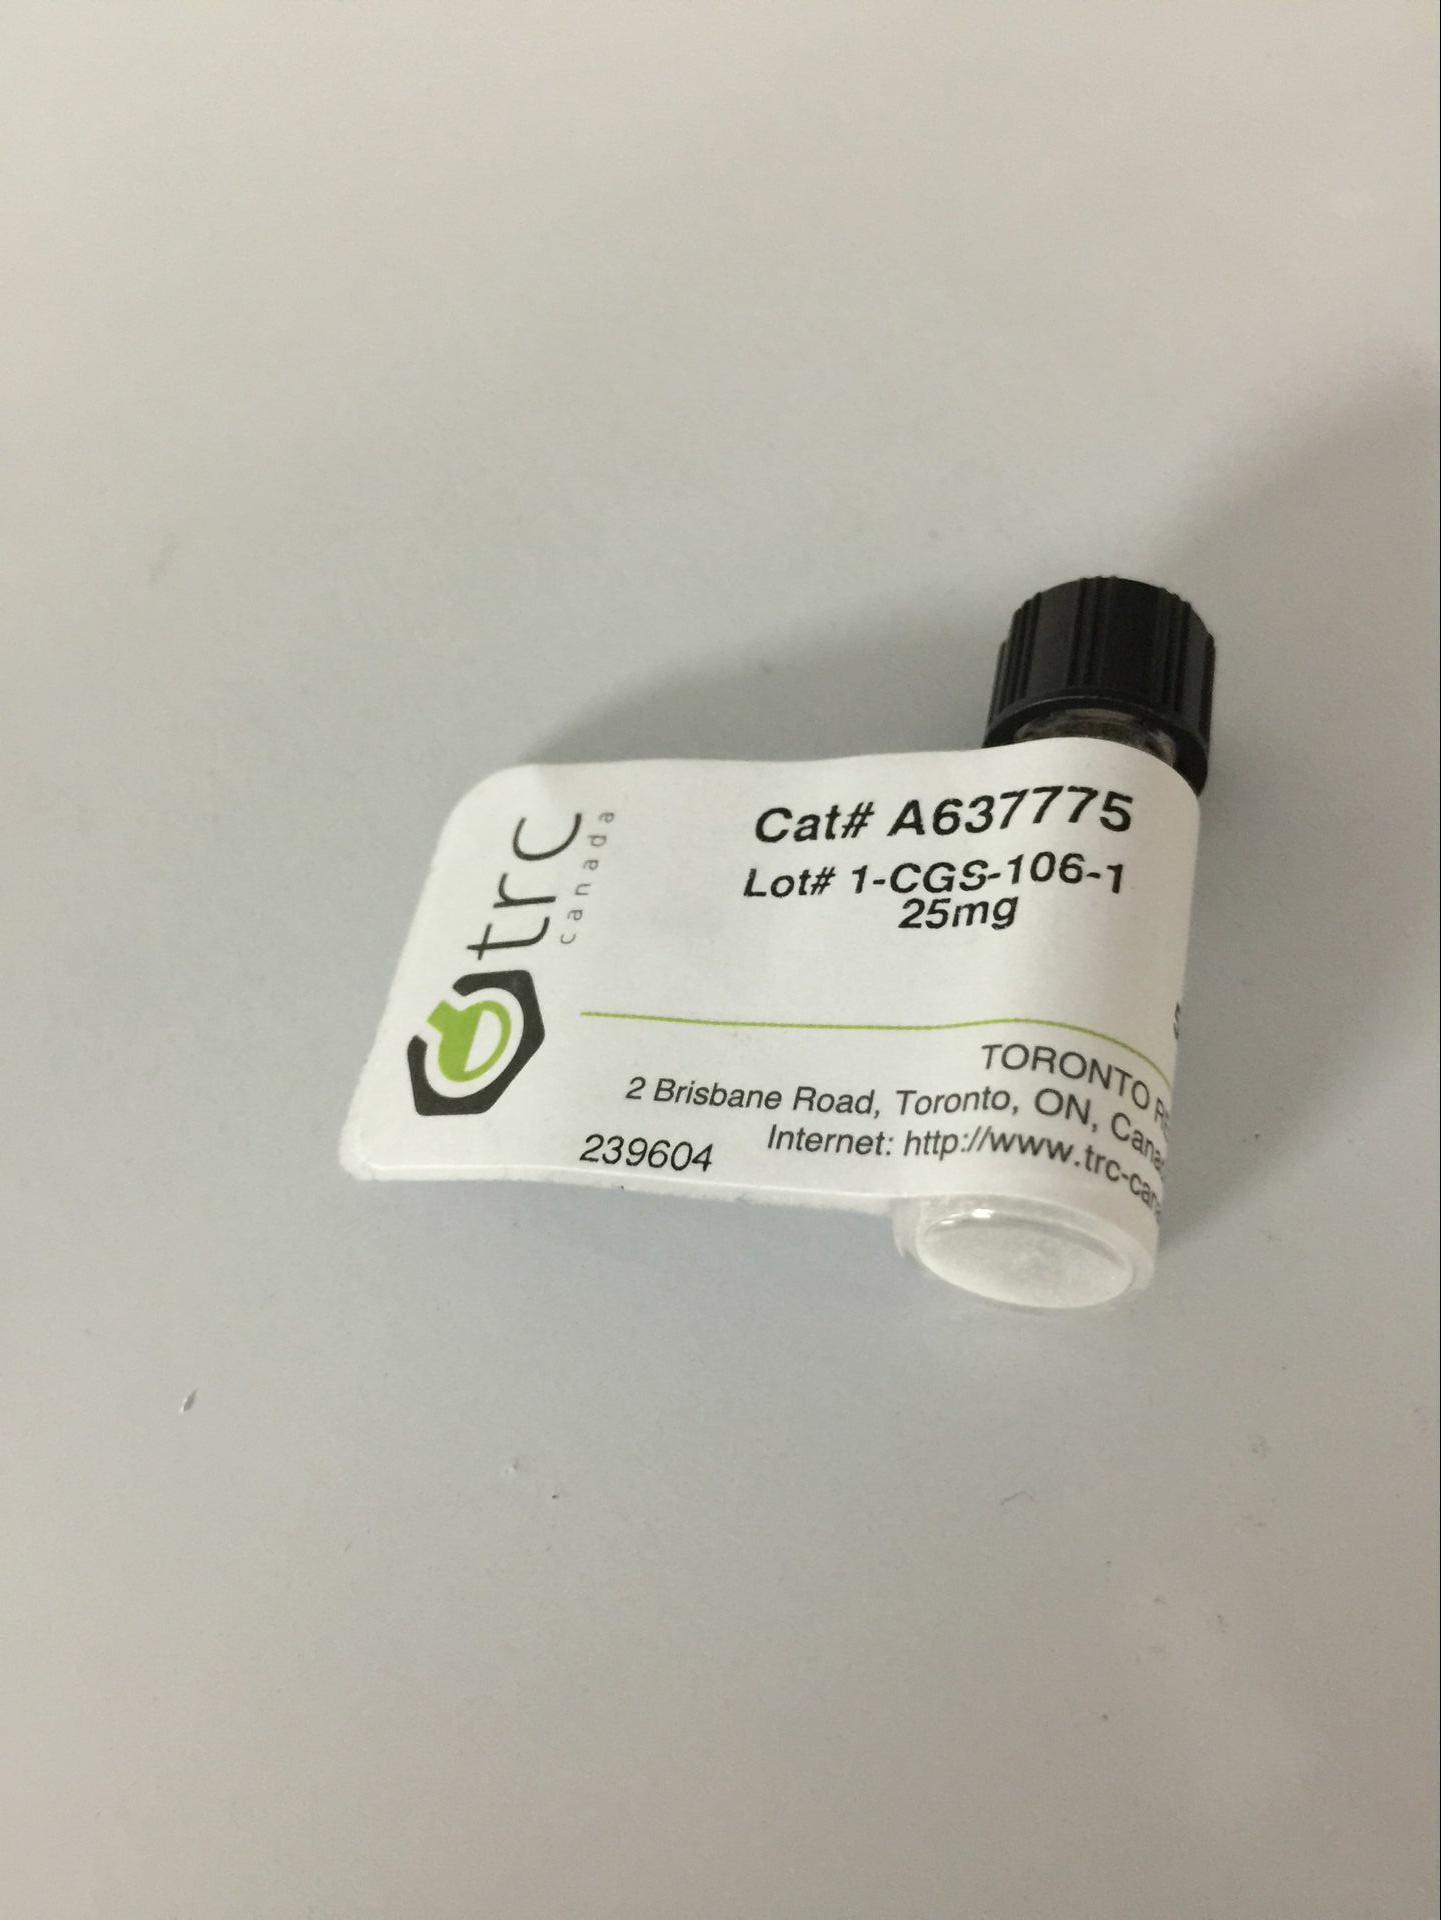 trc
canada
Cat# A637775
Lot# 1-CGS-106-1
25mg
TORONTO
2 Brisbane Road, Toronto, ON,
Internet: http://www.trc-can
239604